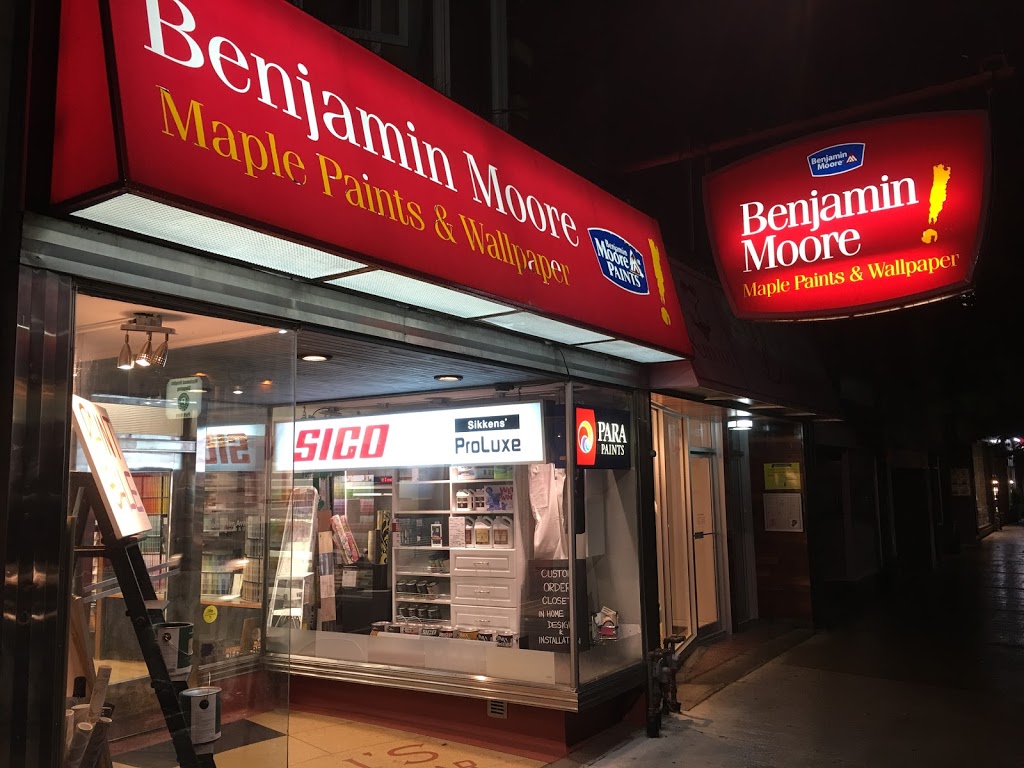 Benjamin Moore
Maple Paints & Wallpaper
Benjamin
Moore
PAINTS
Benjamin
Moore
Benjamin
Moore
!
Maple Paints & Wallpaper
SICO
Sikkens'
ProLuxe
PARA
PAINTS
CUSTO
ORDER
CLOSE
IN HOME
DESIG
&
INSTALLAT